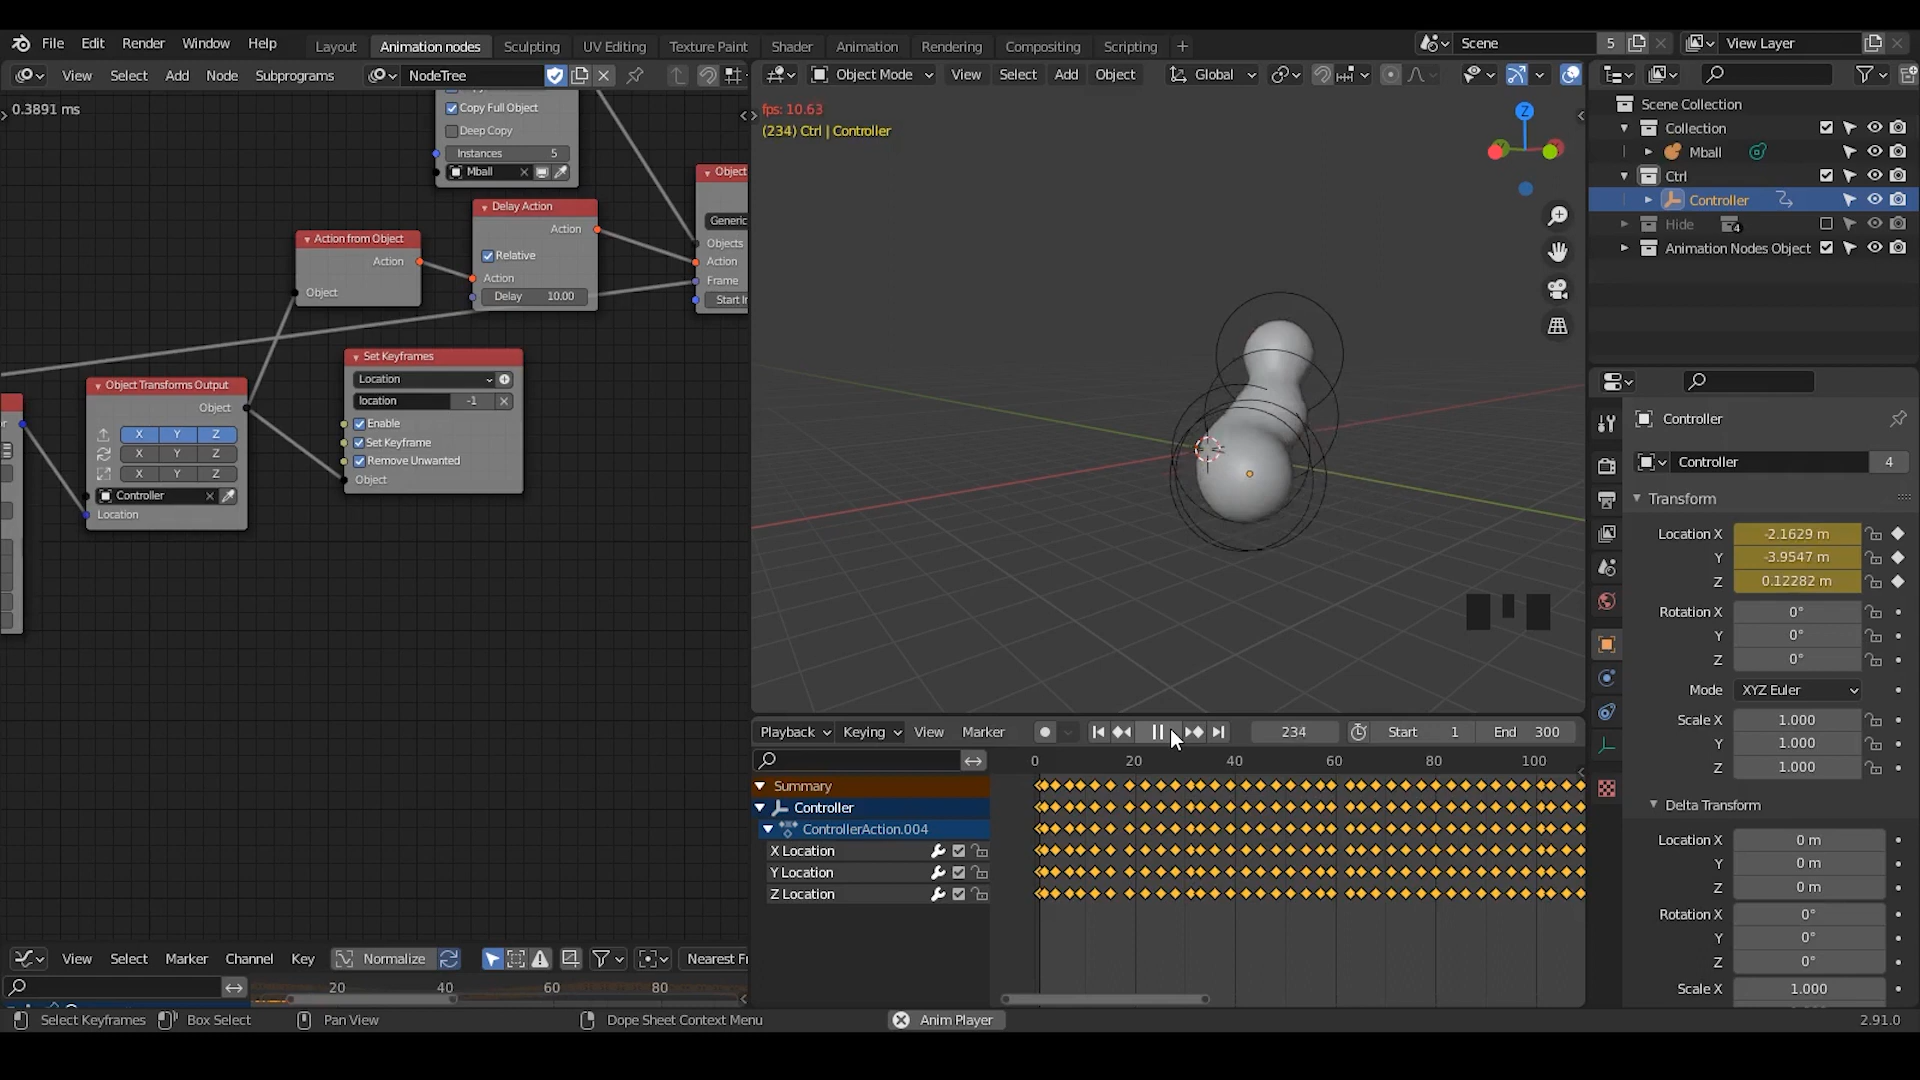 File Edit Render Window Help Layout Animation nodes Sculpting UV Editing Texture Paint Shader Animation Rendering Compositing Scripting Scene 5 View Layer
View Select Add Node Subprograms NodeTree
Object Mode View Select Add Object Global
0.3891 ms
Copy Full Object
Deep Copy
Instances 5
Mball
Delay Action
Action
Relative
Action
Delay 10.00
Action from Object
Action
Object
Object
Generic
Objects
Action
Frame
Start In
Object Transforms Output
Object
X Y Z
X Y Z
X Y Z
Controller
Location
Set Keyframes
Location
location -1
Enable
Set Keyframe
Remove Unwanted
Object
fps: 10.63
(234) Ctrl | Controller
Z
Scene Collection
Collection
Mball
Ctrl
Controller
Hide 4
Animation Nodes Object
Controller
Controller 4
Transform
Location X -2.1629 m
Y -3.9547 m
Z 0.12282 m
Rotation X 0°
Y 0°
Z 0°
Mode XYZ Euler
Scale X 1.000
Y 1.000
Z 1.000
Delta Transform
Location X 0 m
Y 0 m
Z 0 m
Rotation X 0°
Y 0°
Z 0°
Scale X 1.000
Playback Keying View Marker 234 Start 1 End 300
0 20 40 60 80 100
Summary
Controller
ControllerAction.004
X Location
Y Location
Z Location
View Select Marker Channel Key Normalize Nearest Fr
20 40 60 80
Select Keyframes Box Select Pan View Dope Sheet Context Menu Anim Player 2.91.0